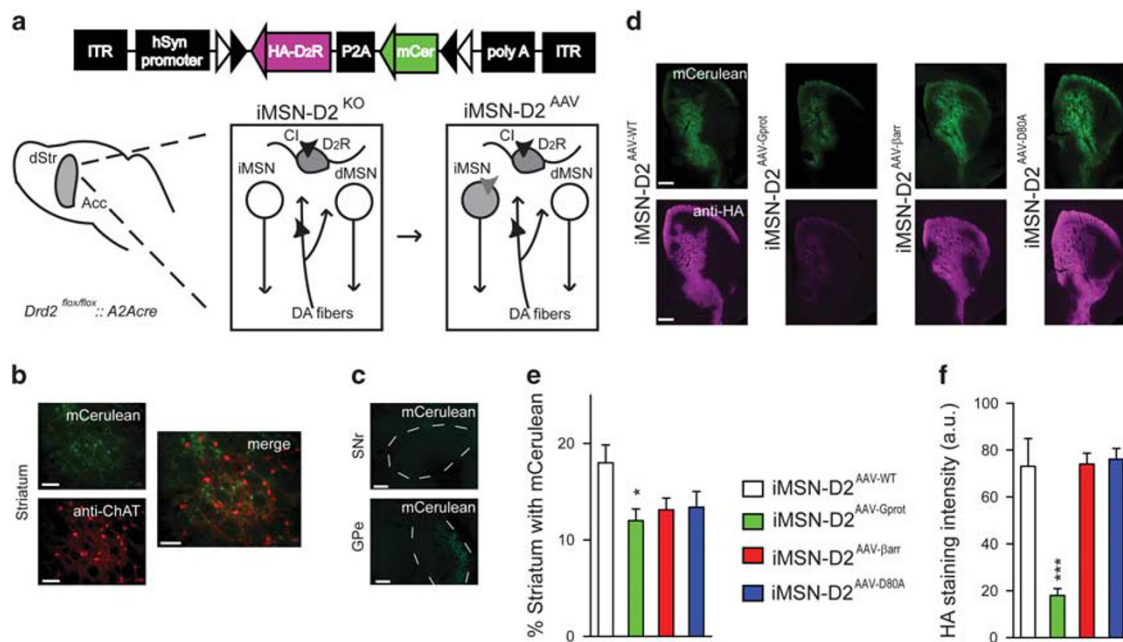 a
ITR
hSyn
promoter
HA-D2R
P2A
mCer
poly A
ITR
iMSN-D2 KO
iMSN-D2 AAV
dStr
Acc
CI
D2R
iMSN
dMSN
DA fibers
→
CI
D2R
iMSN
dMSN
DA fibers
Drd2 flox/flox :: A2Acre
b
Striatum
mCerulean
anti-ChAT
merge
c
SNr
mCerulean
GPe
mCerulean
d
iMSN-D2 AAV-WT
mCerulean
anti-HA
iMSN-D2 AAV-Gprot
iMSN-D2 AAV-βarr
iMSN-D2 AAV-D80A
e
% Striatum with mCerulean
20
10
0
*
iMSN-D2 AAV-WT
iMSN-D2 AAV-Gprot
iMSN-D2 AAV-βarr
iMSN-D2 AAV-D80A
f
HA staining intensity (a.u.)
100
80
60
40
20
0
***